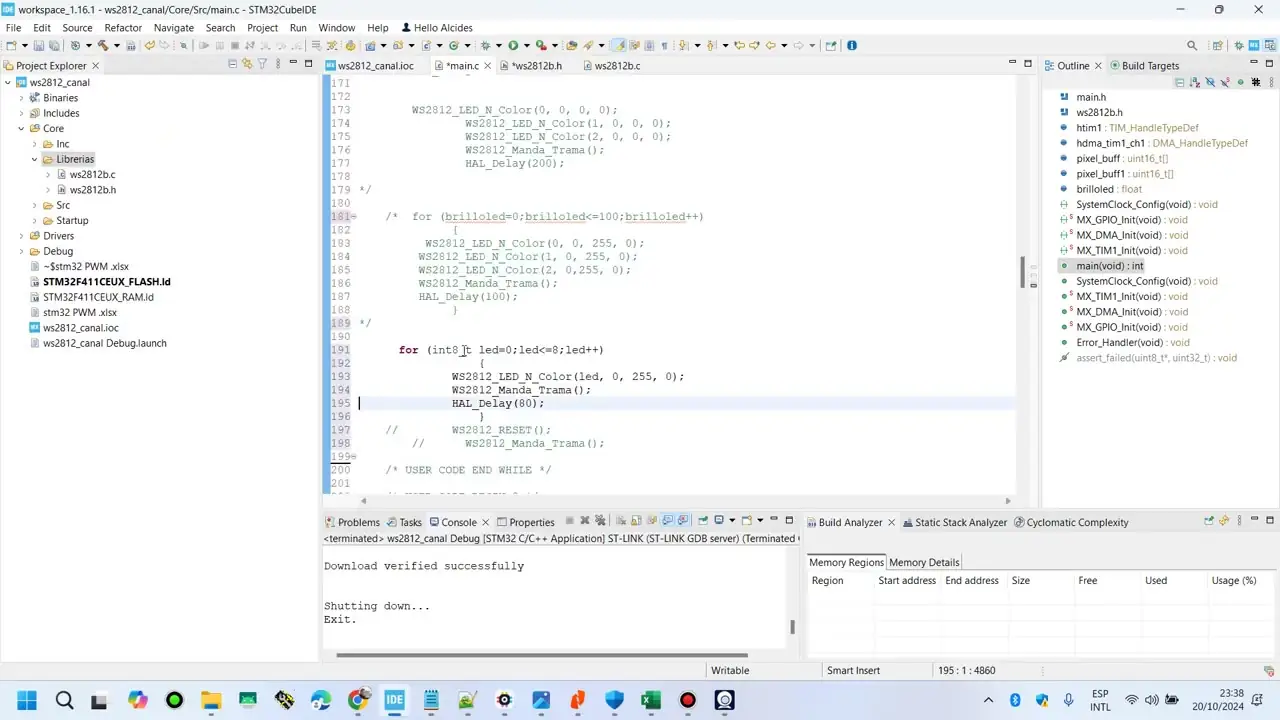 workspace_1.16.1 - ws2812_canal/Core/Src/main.c - STM32CubeIDE
File Edit Source Refactor Navigate Search Project Run Window Help Hello Alcides
Project Explorer
ws2812_canal.ioc *main.c *ws2812b.h ws2812b.c
Outline Build Targets
ws2812_canal
Binaries
Includes
Core
Inc
Librerias
ws2812b.c
ws2812b.h
Src
Startup
Drivers
Debug
~$stm32 PWM .xlsx
STM32F411CEUX_FLASH.ld
STM32F411CEUX_RAM.ld
stm32 PWM .xlsx
ws2812_canal.ioc
ws2812_canal Debug.launch
171
172
173 WS2812_LED_N_Color(0, 0, 0, 0);
174 WS2812_LED_N_Color(1, 0, 0, 0);
175 WS2812_LED_N_Color(2, 0, 0, 0);
176 WS2812_Manda_Trama();
177 HAL_Delay(200);
178
179 */
180
181 /* for (brilloled=0;brilloled<=100;brilloled++)
182 {
183 WS2812_LED_N_Color(0, 0, 255, 0);
184 WS2812_LED_N_Color(1, 0, 255, 0);
185 WS2812_LED_N_Color(2, 0,255, 0);
186 WS2812_Manda_Trama();
187 HAL_Delay(100);
188 }
189 */
190
191 for (int8_t led=0;led<=8;led++)
192 {
193 WS2812_LED_N_Color(led, 0, 255, 0);
194 WS2812_Manda_Trama();
195 HAL_Delay(80);
196 }
197 // WS2812_RESET();
198 // WS2812_Manda_Trama();
199
200 /* USER CODE END WHILE */
201
main.h
ws2812b.h
htim1 : TIM_HandleTypeDef
hdma_tim1_ch1 : DMA_HandleTypeDef
pixel_buff : uint16_t[]
pixel_buff1 : uint16_t[]
brilloled : float
SystemClock_Config(void) : void
MX_GPIO_Init(void) : void
MX_DMA_Init(void) : void
MX_TIM1_Init(void) : void
main(void) : int
SystemClock_Config(void) : void
MX_TIM1_Init(void) : void
MX_DMA_Init(void) : void
MX_GPIO_Init(void) : void
Error_Handler(void) : void
assert_failed(uint8_t*, uint32_t) : void
Problems Tasks Console Properties
<terminated> ws2812_canal Debug [STM32 C/C++ Application] ST-LINK (ST-LINK GDB server) (Terminated
Download verified successfully
Shutting down...
Exit.
Build Analyzer Static Stack Analyzer Cyclomatic Complexity
Memory Regions Memory Details
Region Start address End address Size Free Used Usage (%)
Writable Smart Insert 195 : 1 : 4860
ESP
INTL
23:38
20/10/2024